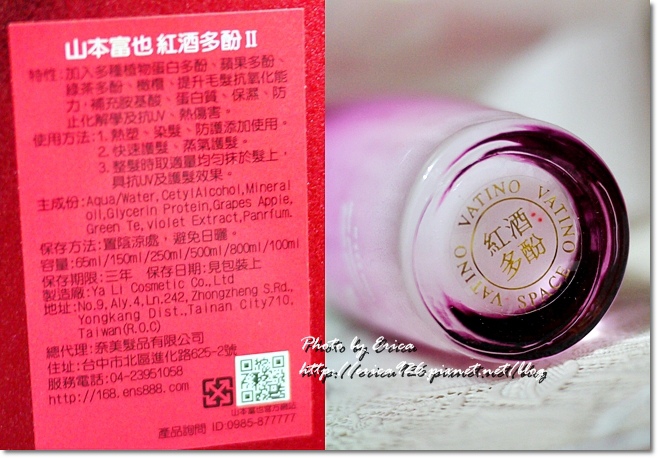 山本富也 紅酒多酚 II
特性:加入多種植物蛋白多酚、蘋果多酚、
綠茶多酚、橄欖、提升毛髮抗氧化能
力,補充胺基酸、蛋白質、保濕、防
止化解學及抗UV、熱傷害。
使用方法:1.熱塑、染髮、防護添加使用。
2.快速護髮、蒸氣護髮。
3.整髮時取適量均勻抹於髮上,
具抗UV及護髮效果。
主成份:Aqua/Water,CetylAlcohol,Mineral
oil,Glycerin Protein,Grapes Apple,
Green Te,violet Extract,Panrfum.
保存方法:置陰涼處,避免日曬。
容量:65ml/150ml/250ml/500ml/800ml/100ml
保存期限:三年 保存日期:見包裝上
製造廠:Ya Li Cosmetic Co.,Ltd
地址:No.9,Aly.4,Ln.242,Zhongzheng S.Rd.,
Yongkang Dist.,Tainan City710,
Taiwan(R.O.C)
總代理:奈美髮品有限公司
住址:台中市北區進化路625-2號
服務電話:04-23951058
http://168.ens888.com
山本富也官方網站
產品詢問 ID:0985-877777
VATINO VATINO SPACE VATINO
紅酒
多酚
Photo by Erica
http://erica126.pixnet.net/blog